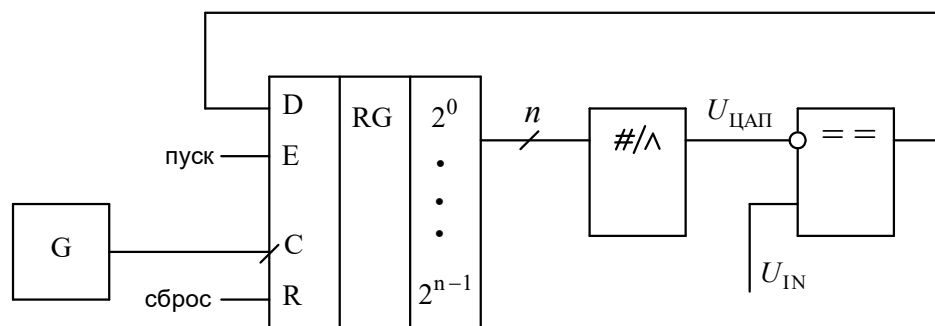 D RG 2⁰
n
#/∧
U_ЦАП
= =
пуск E
G
C
U_IN
сброс R 2ⁿ⁻¹